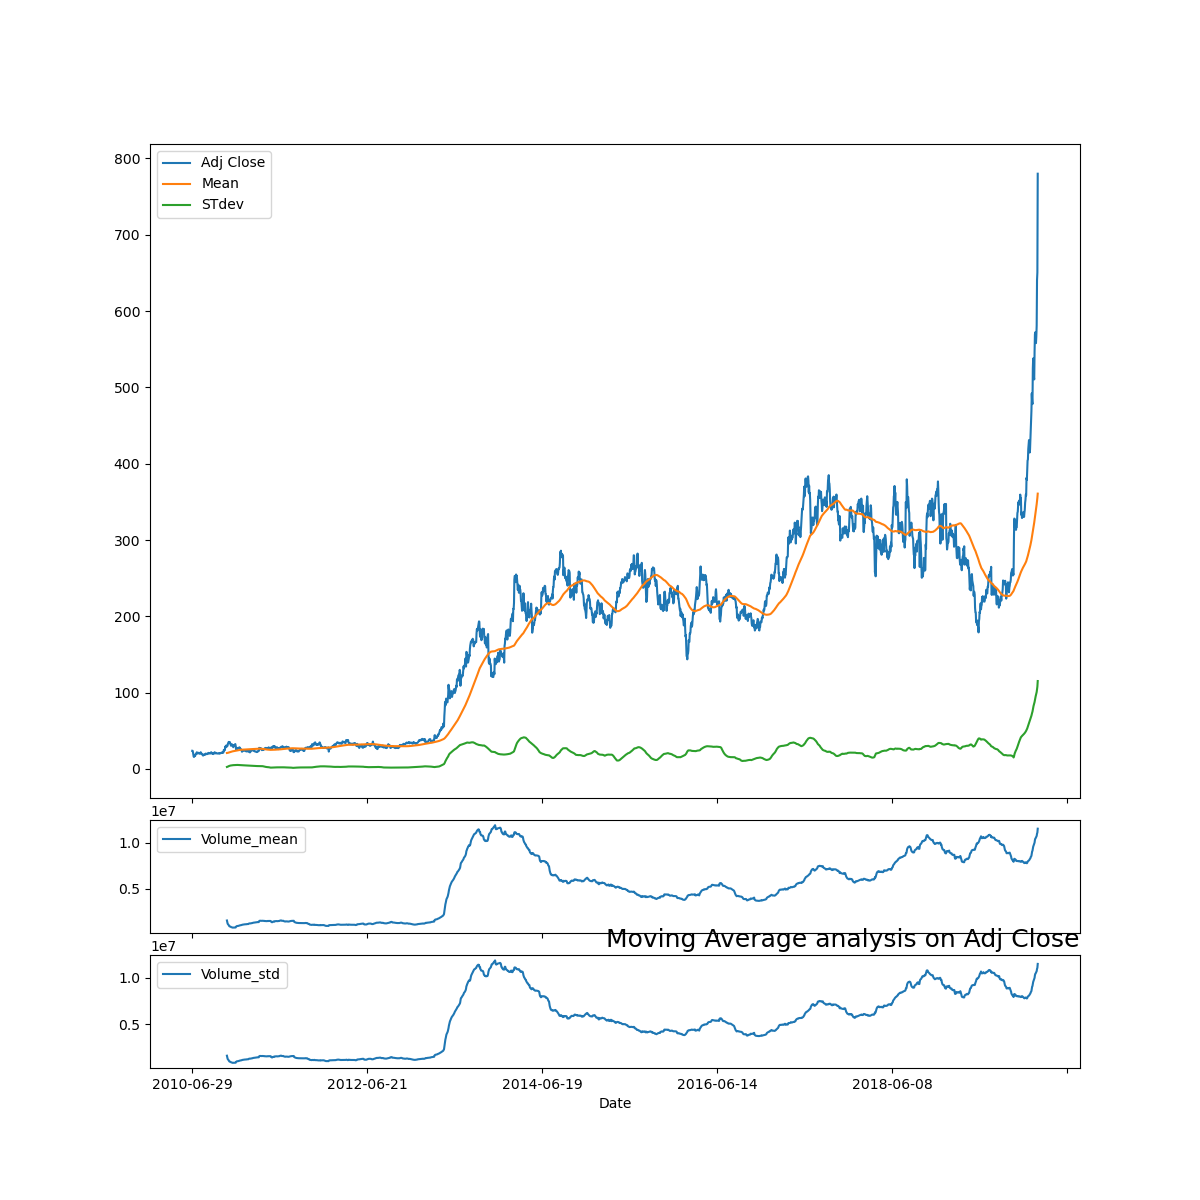 800
700
600
500
400
300
200
100
0
Adj Close
Mean
STdev
1e7
1.0
0.5
Volume_mean
Moving Average analysis on Adj Close
1e7
1.0
0.5
Volume_std
2010-06-29 2012-06-21 2014-06-19 2016-06-14 2018-06-08
Date